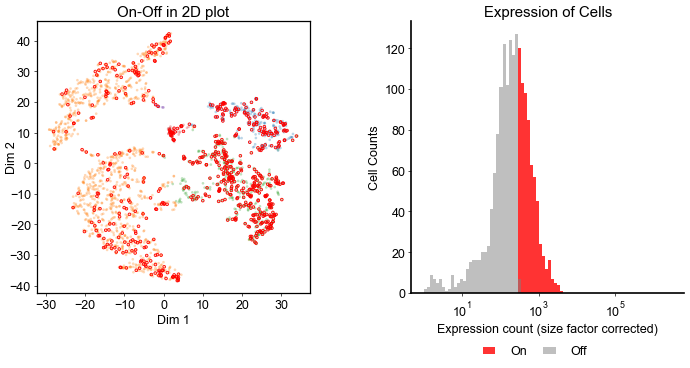 On-Off in 2D plot
Dim 2
40
30
20
10
0
−10
−20
−30
−40
−30 −20 −10 0 10 20 30
Dim 1
Expression of Cells
Cell Counts
120
100
80
60
40
20
0
10^1 10^3 10^5
Expression count (size factor corrected)
On Off